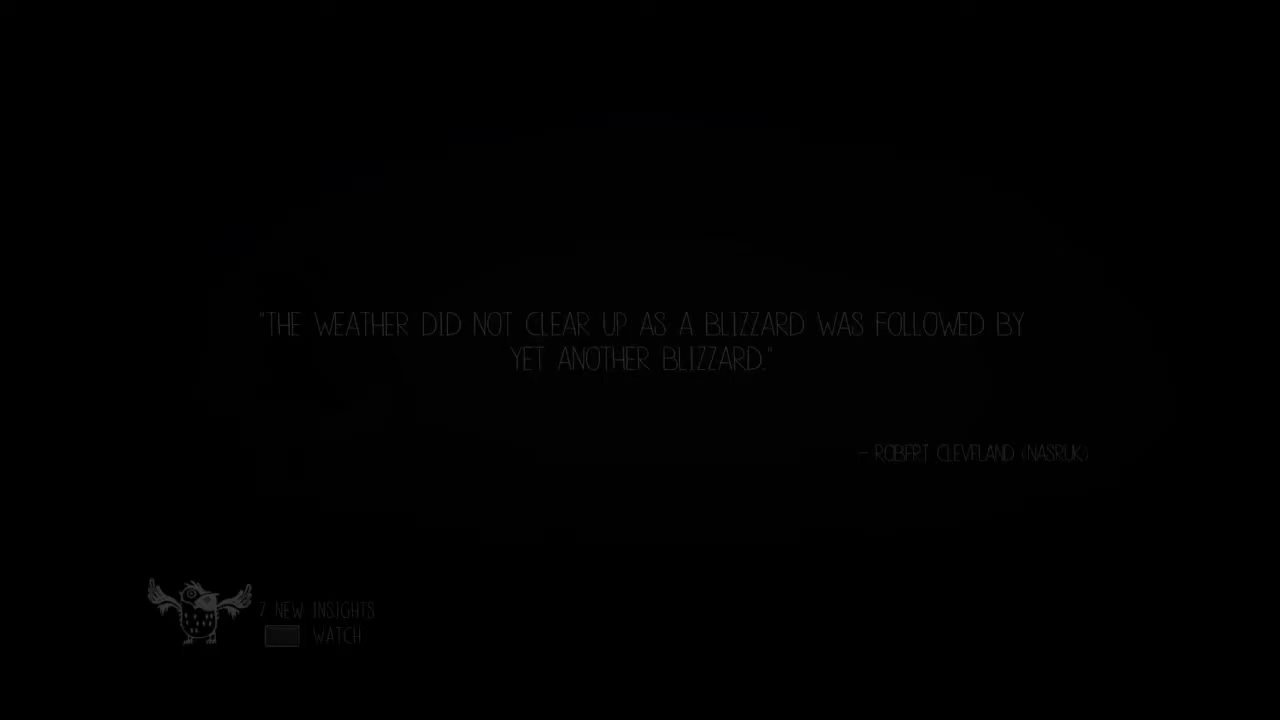 "THE WEATHER DID NOT CLEAR UP AS A BLIZZARD WAS FOLLOWED BY
YET ANOTHER BLIZZARD."
– ROBERT CLEVELAND (NASRUK)
7 NEW INSIGHTS
WATCH